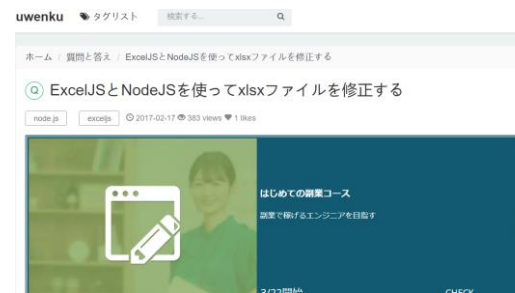 uwenku タグリスト 検索する...
ホーム / 質問と答え / ExcelJSとNodeJSを使ってxlsxファイルを修正する
Q ExcelJSとNodeJSを使ってxlsxファイルを修正する
node.js exceljs 2017-02-17 383 views 1 likes
はじめての副業コース
副業で稼げるエンジニアを目指す
3/22開始 CHECK